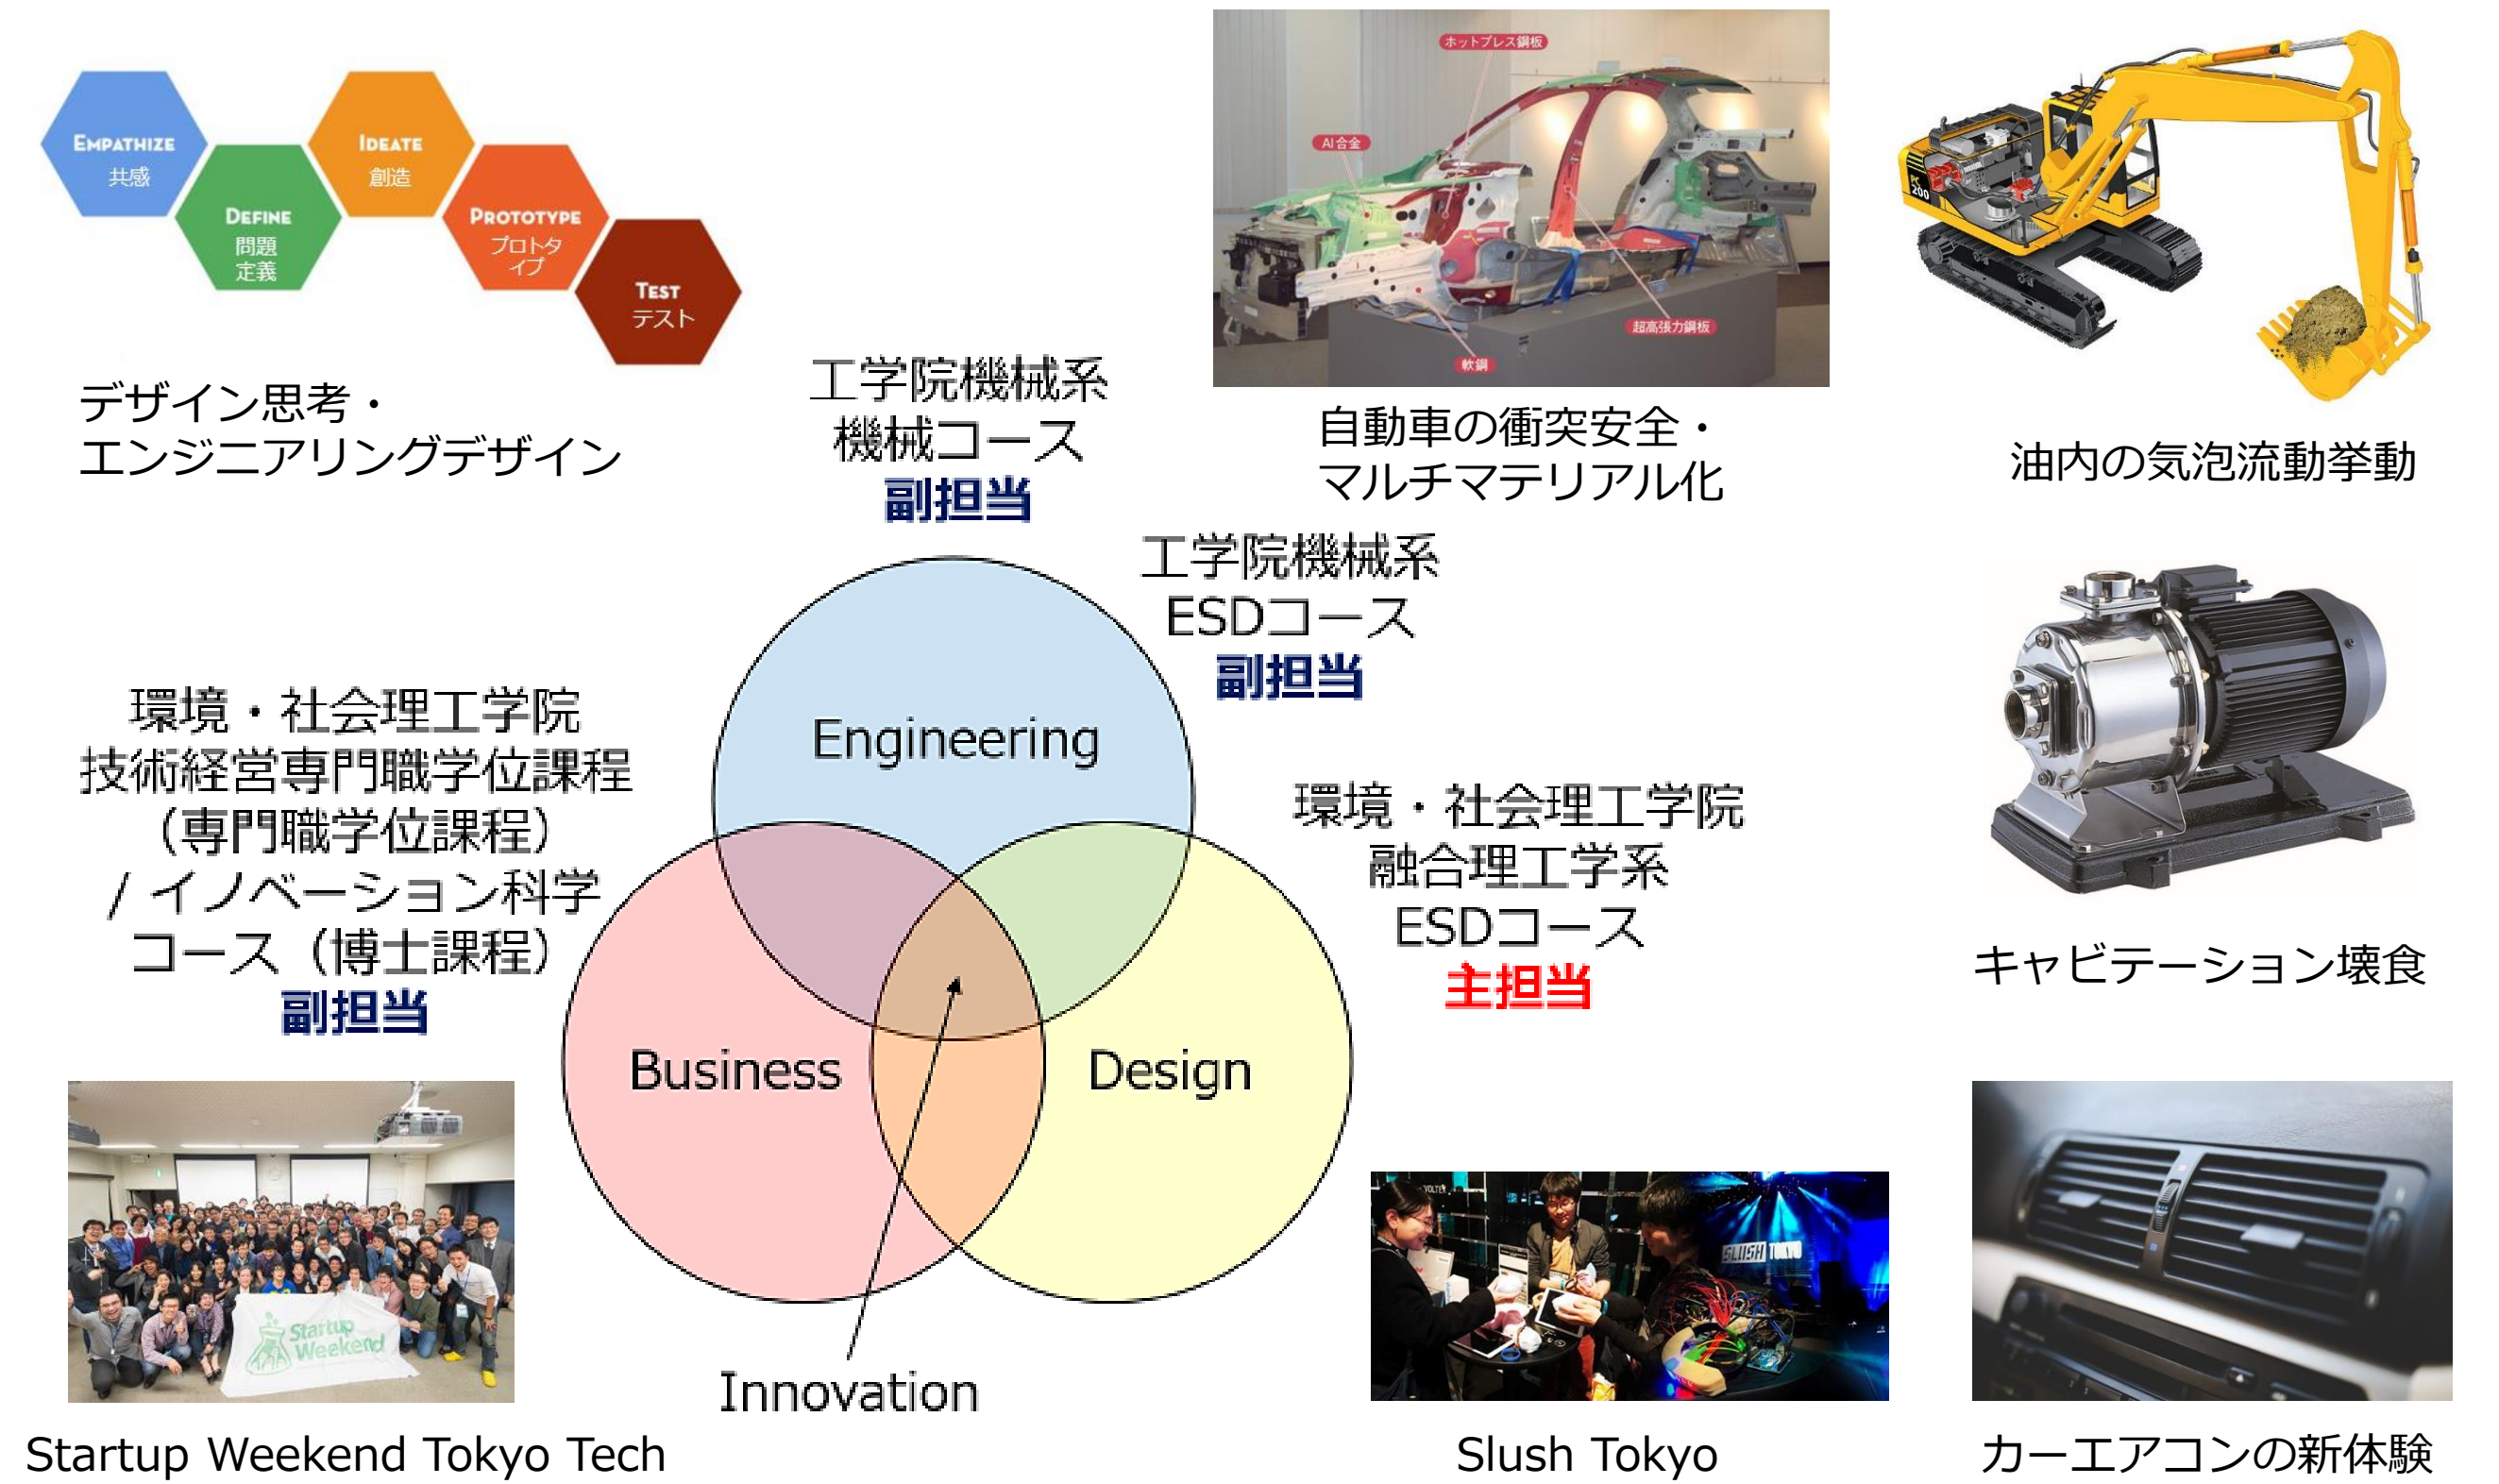 EMPATHIZE
共感
DEFINE
問題
定義
IDEATE
創造
PROTOTYPE
プロトタ
イプ
TEST
テスト
デザイン思考・
エンジニアリングデザイン
工学院機械系
機械コース
副担当
ホットプレス鋼板
Al合金
超高張力鋼板
軟鋼
自動車の衝突安全・
マルチマテリアル化
PC
200
油内の気泡流動挙動
工学院機械系
ESDコース
副担当
環境・社会理工学院
技術経営専門職学位課程
（専門職学位課程）
/ イノベーション科学
コース（博士課程）
副担当
Engineering
Business
Design
Innovation
環境・社会理工学院
融合理工学系
ESDコース
主担当
キャビテーション壊食
Startup
Weekend
Startup Weekend Tokyo Tech
SLUSH TOKYO
Slush Tokyo
カーエアコンの新体験